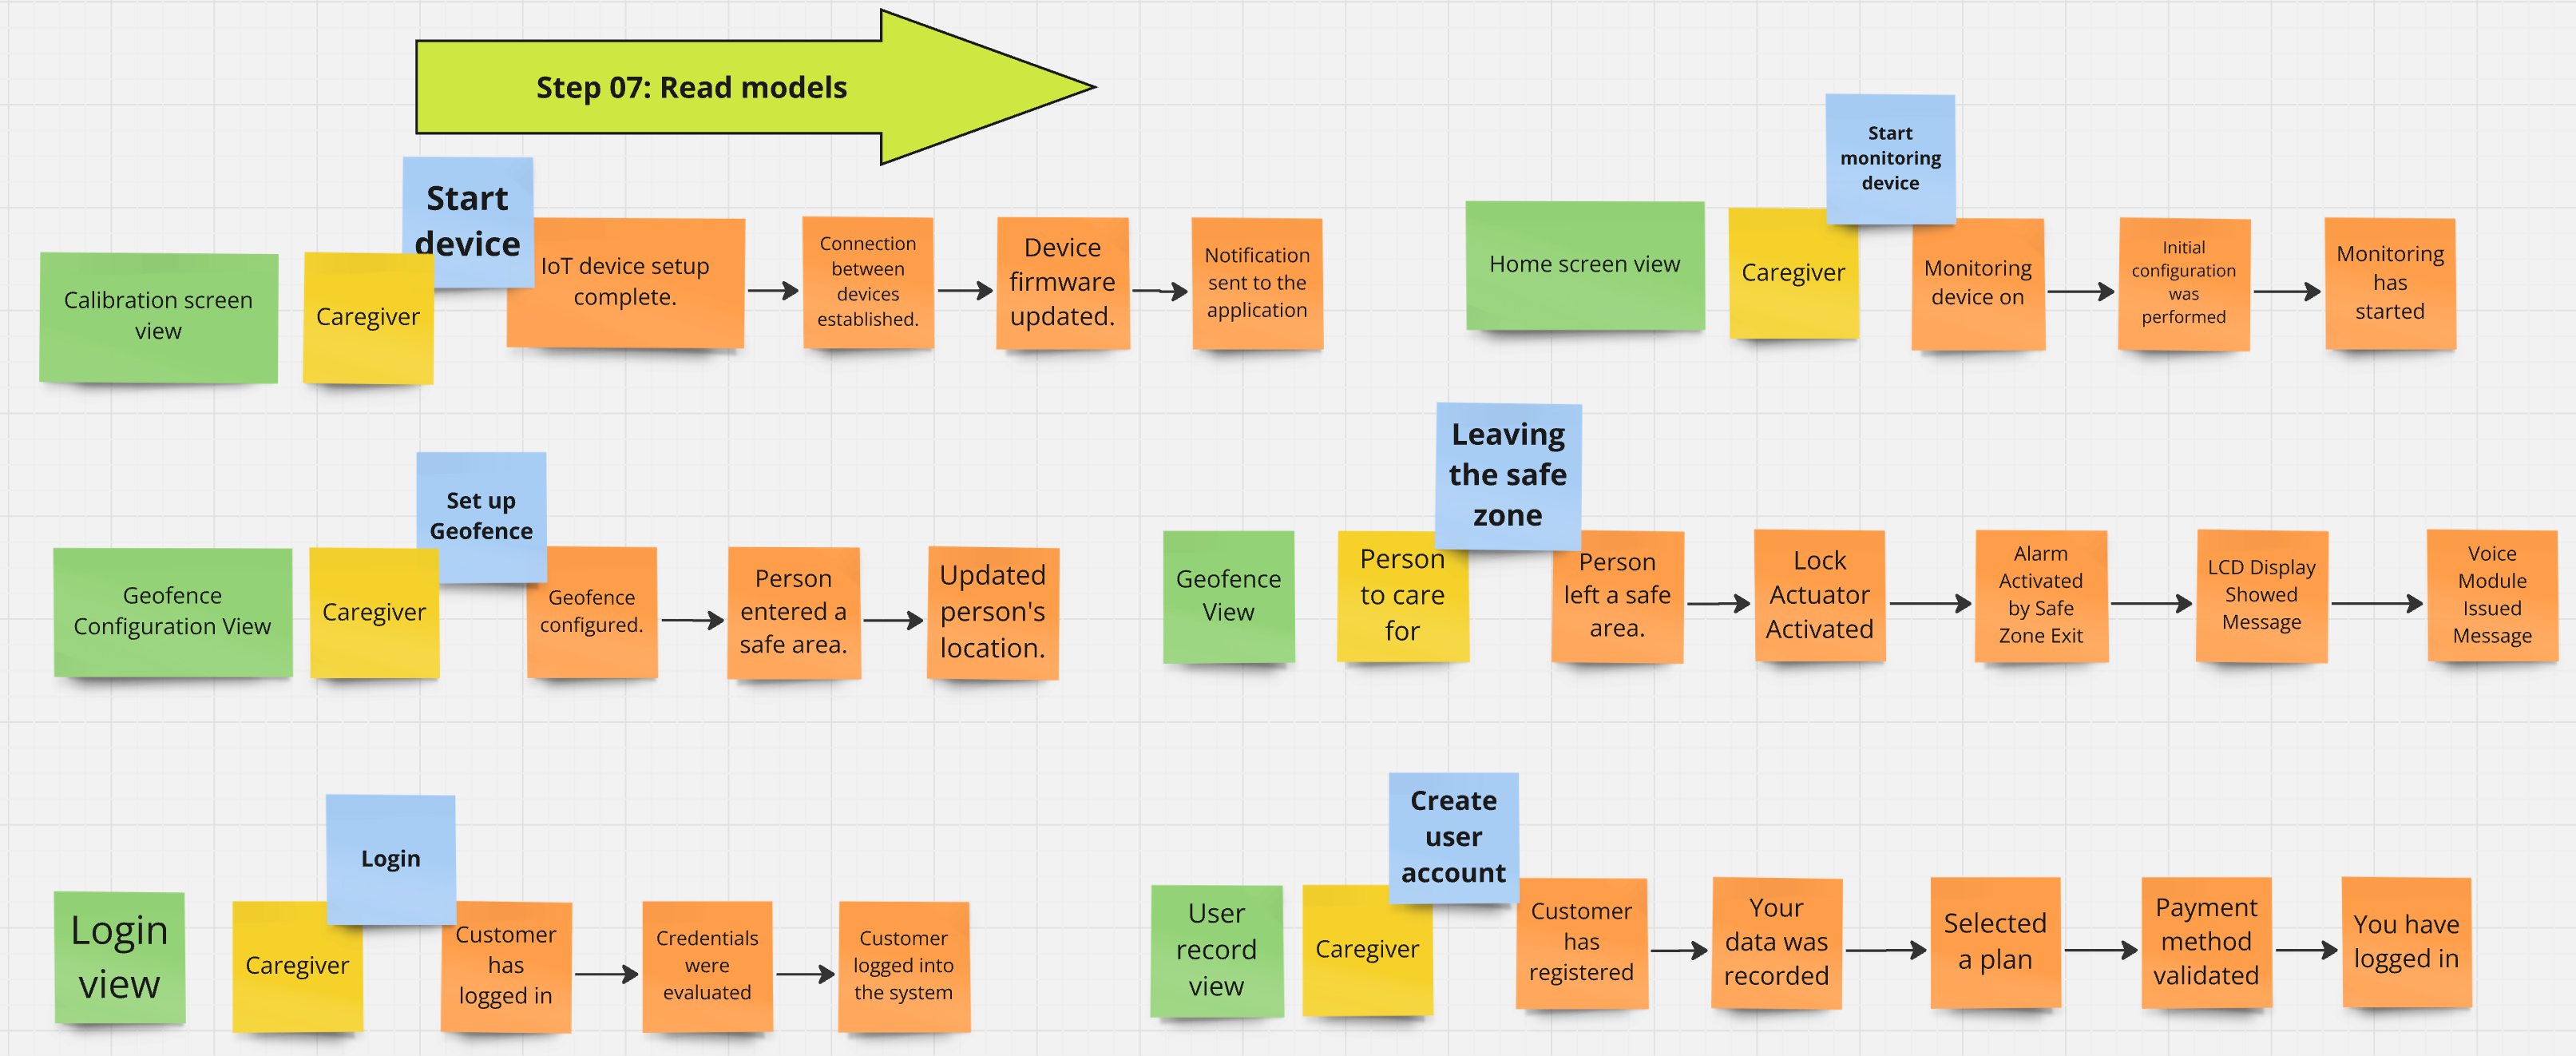 Step 07: Read models
Start
device
Calibration screen
view
Caregiver
IoT device setup
complete.
Connection
between
devices
established.
Device
firmware
updated.
Notification
sent to the
application
Start
monitoring
device
Home screen view
Caregiver
Monitoring
device on
Initial
configuration
was
performed
Monitoring
has
started
Set up
Geofence
Geofence
Configuration View
Caregiver
Geofence
configured.
Person
entered a
safe area.
Updated
person's
location.
Leaving
the safe
zone
Geofence
View
Person
to care
for
Person
left a safe
area.
Lock
Actuator
Activated
Alarm
Activated
by Safe
Zone Exit
LCD Display
Showed
Message
Voice
Module
Issued
Message
Login
Login
view
Caregiver
Customer
has
logged in
Credentials
were
evaluated
Customer
logged into
the system
Create
user
account
User
record
view
Caregiver
Customer
has
registered
Your
data was
recorded
Selected
a plan
Payment
method
validated
You have
logged in